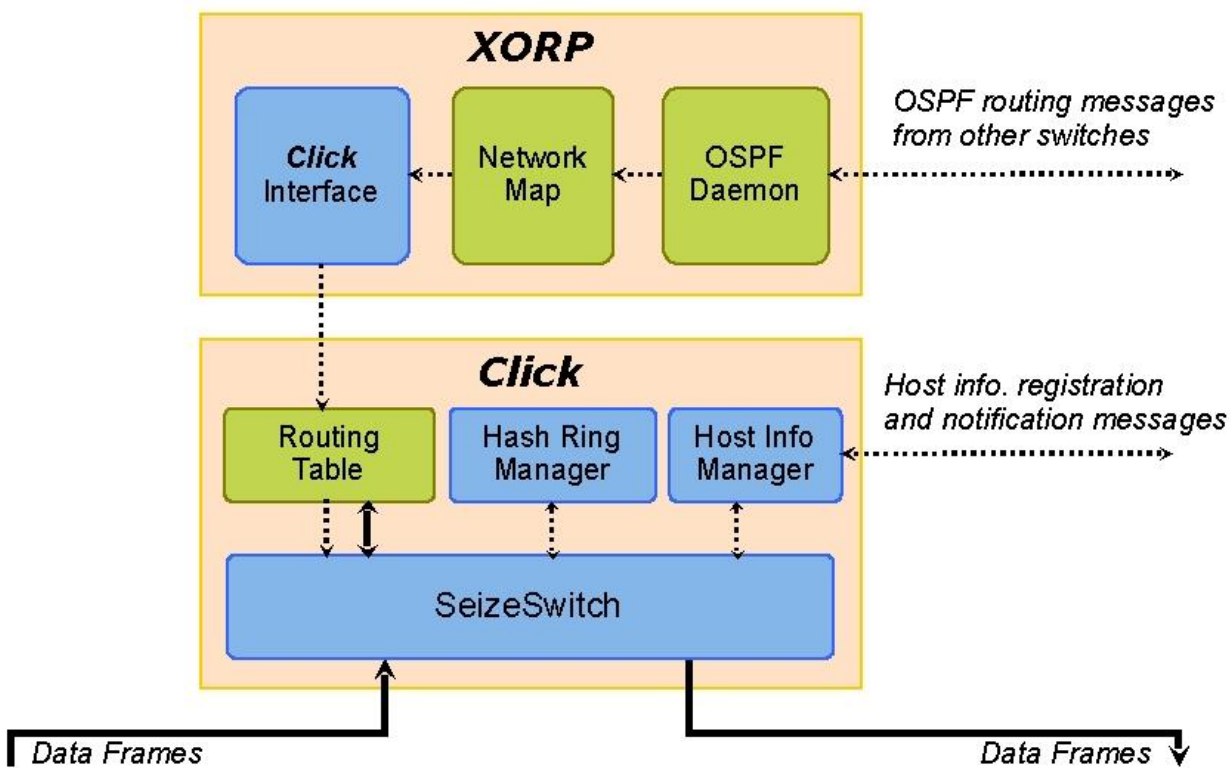 XORP
Click
Interface
Network
Map
OSPF
Daemon
OSPF routing messages
from other switches
Click
Routing
Table
Hash Ring
Manager
Host Info
Manager
Host info. registration
and notification messages
SeizeSwitch
Data Frames
Data Frames